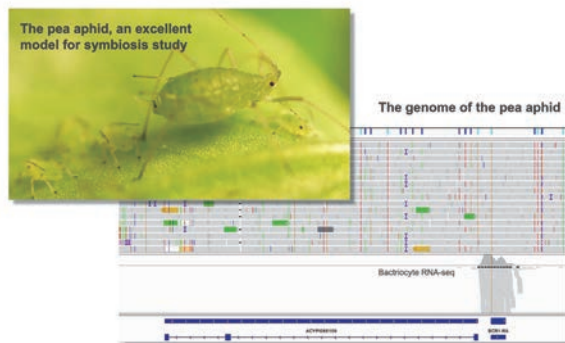 The pea aphid, an excellent
model for symbiosis study
The genome of the pea aphid
Bacteriocyte RNA-seq